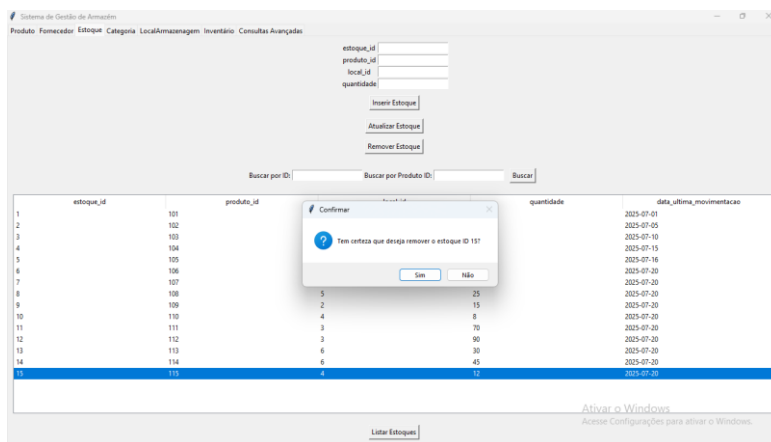 Sistema de Gestão de Armazém
Produto Fornecedor Estoque Categoria LocalArmazenagem Inventário Consultas Avançadas
estoque_id
produto_id
local_id
quantidade
Inserir Estoque
Atualizar Estoque
Remover Estoque
Buscar por ID: Buscar por Produto ID: Buscar
estoque_id produto_id quantidade data_ultima_movimentacao
Confirmar
Tem certeza que deseja remover o estoque ID 15?
Sim Não
1 101 2025-07-01
2 102 2025-07-05
3 103 2025-07-10
4 104 2025-07-15
5 105 2025-07-16
6 106 2025-07-20
7 107 2025-07-20
8 108 5 25 2025-07-20
9 109 2 15 2025-07-20
10 110 4 8 2025-07-20
11 111 3 70 2025-07-20
12 112 3 90 2025-07-20
13 113 6 30 2025-07-20
14 114 6 45 2025-07-20
15 115 4 12 2025-07-20
Ativar o Windows
Acesse Configurações para ativar o Windows.
Listar Estoques